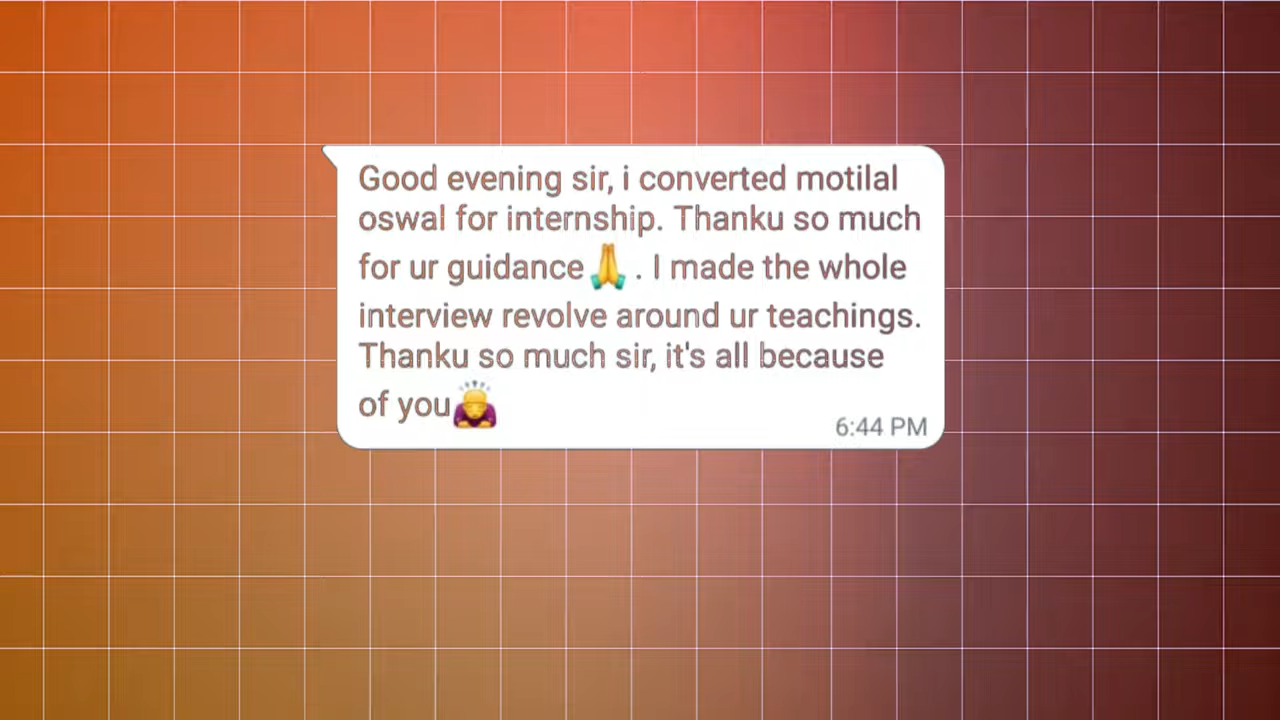 Good evening sir, i converted motilal
oswal for internship. Thanku so much
for ur guidance🙏. I made the whole
interview revolve around ur teachings.
Thanku so much sir, it's all because
of you🙇
6:44 PM